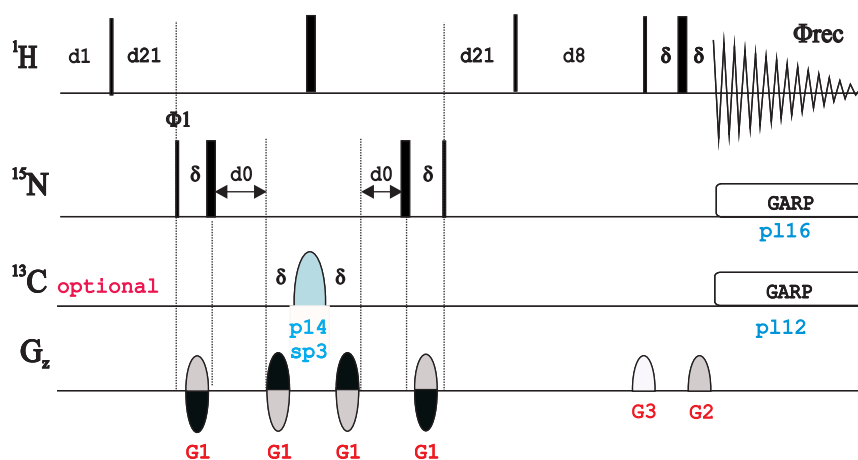 Φrec
¹H d1 d21 d21 d8 δ δ
Φ1
¹⁵N δ d0 d0 δ
GARP
pl16
¹³C optional δ δ GARP
p14 pl12
sp3
Gz
G1 G1 G1 G1 G3 G2